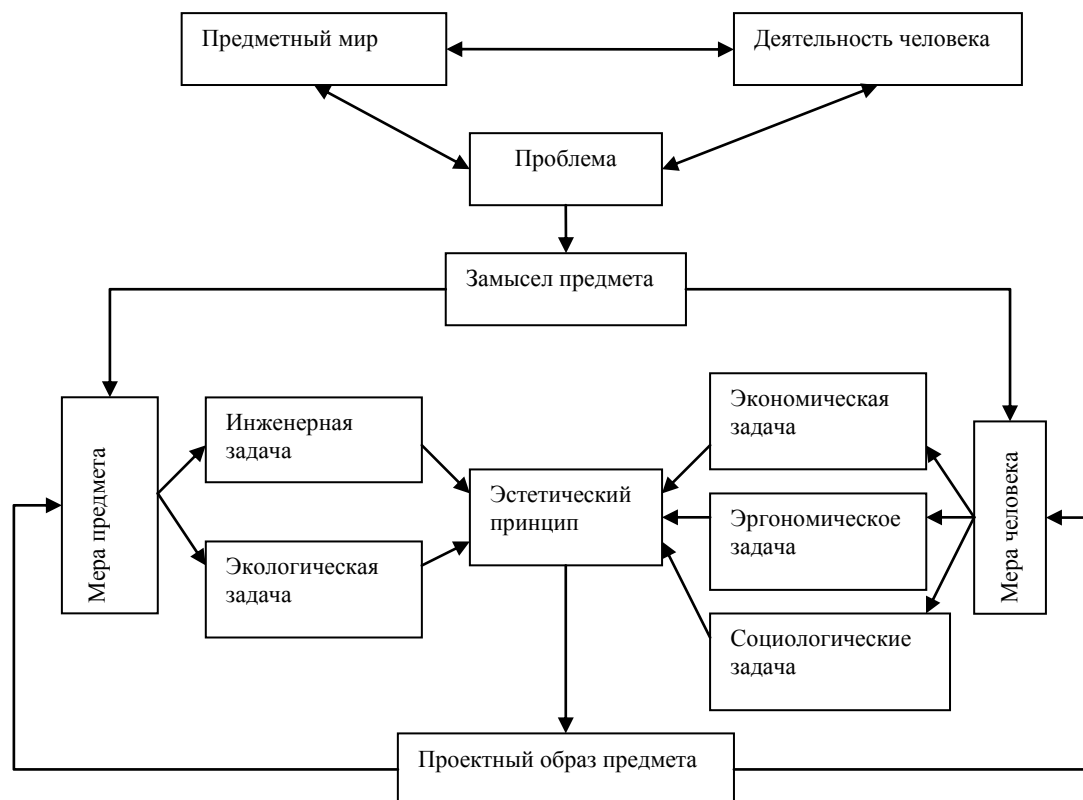 Предметный мир
Деятельность человека
Проблема
Замысел предмета
Мера предмета
Инженерная
задача
Экологическая
задача
Эстетический
принцип
Экономическая
задача
Эргономическое
задача
Социологические
задача
Мера человека
Проектный образ предмета